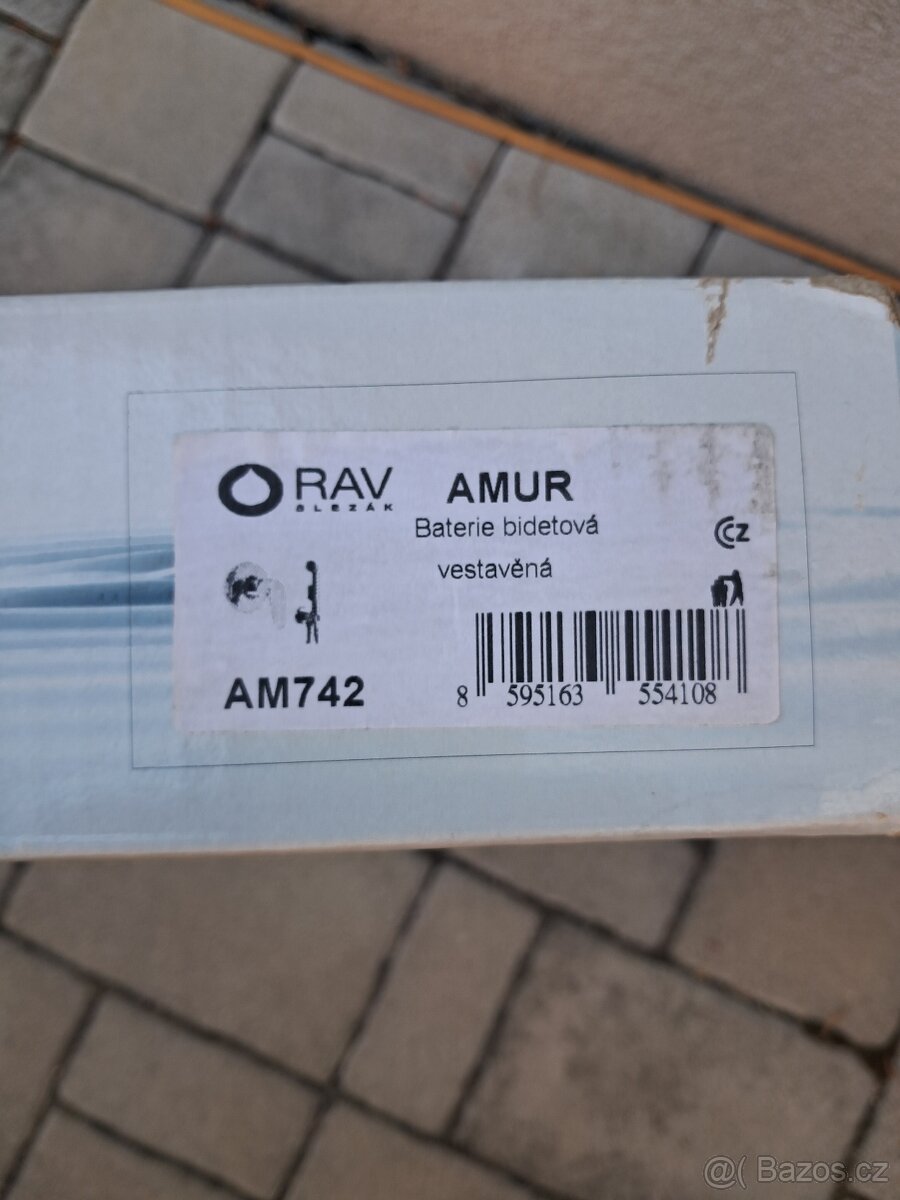 RAV
SLEZÁK
AMUR
Baterie bidetová
vestavěná
CZ
AM742
8 595163 554108
@( Bazos.cz